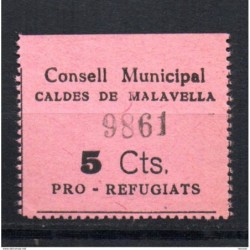 Consell Municipal
CALDES DE MALAVELLA
9861
5 Cts.
PRO - REFUGIATS